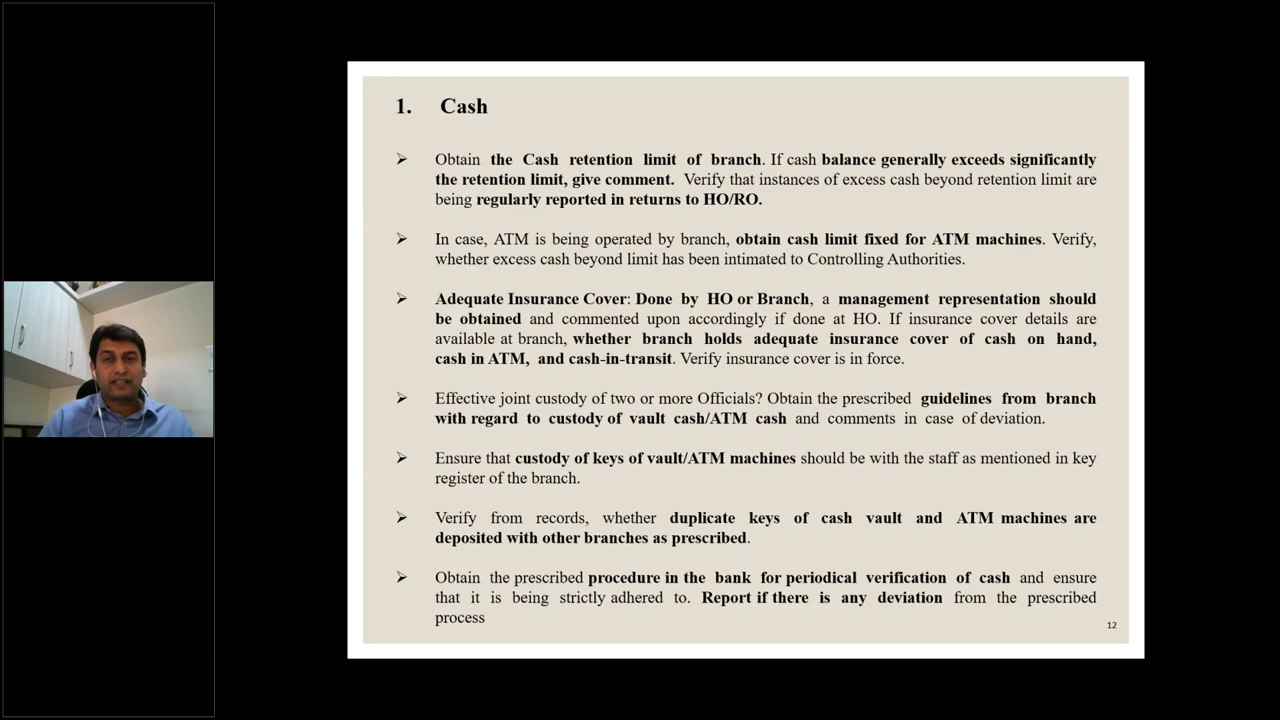 1. Cash
➢ Obtain the Cash retention limit of branch. If cash balance generally exceeds significantly
the retention limit, give comment. Verify that instances of excess cash beyond retention limit are
being regularly reported in returns to HO/RO.
➢ In case, ATM is being operated by branch, obtain cash limit fixed for ATM machines. Verify,
whether excess cash beyond limit has been intimated to Controlling Authorities.
➢ Adequate Insurance Cover: Done by HO or Branch, a management representation should
be obtained and commented upon accordingly if done at HO. If insurance cover details are
available at branch, whether branch holds adequate insurance cover of cash on hand,
cash in ATM, and cash-in-transit. Verify insurance cover is in force.
➢ Effective joint custody of two or more Officials? Obtain the prescribed guidelines from branch
with regard to custody of vault cash/ATM cash and comments in case of deviation.
➢ Ensure that custody of keys of vault/ATM machines should be with the staff as mentioned in key
register of the branch.
➢ Verify from records, whether duplicate keys of cash vault and ATM machines are
deposited with other branches as prescribed.
➢ Obtain the prescribed procedure in the bank for periodical verification of cash and ensure
that it is being strictly adhered to. Report if there is any deviation from the prescribed
process
12